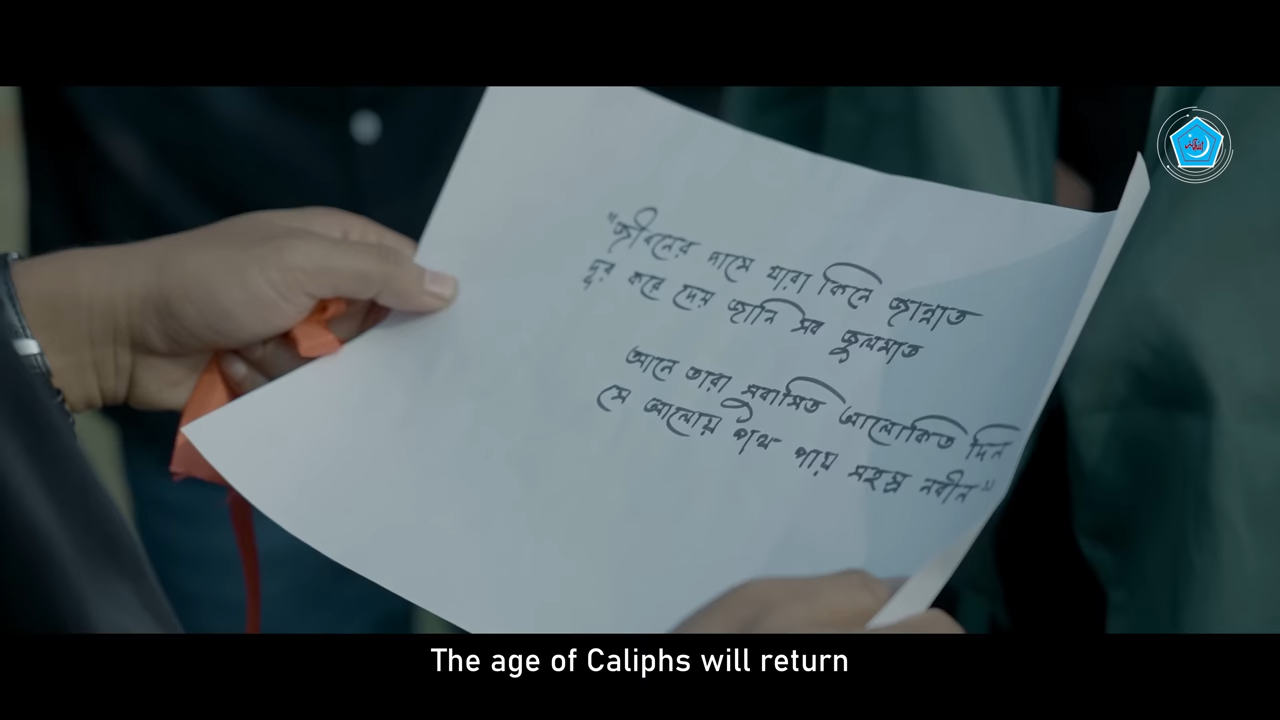 "জীবনের দামে যারা কিনে জান্নাত
দূর করে দেয় জানি সব জুলমাত
আনে তারা সুবাসিত আলোকিত দিন
সে আলোয় পথ পায় সহস্র নবীন"
The age of Caliphs will return